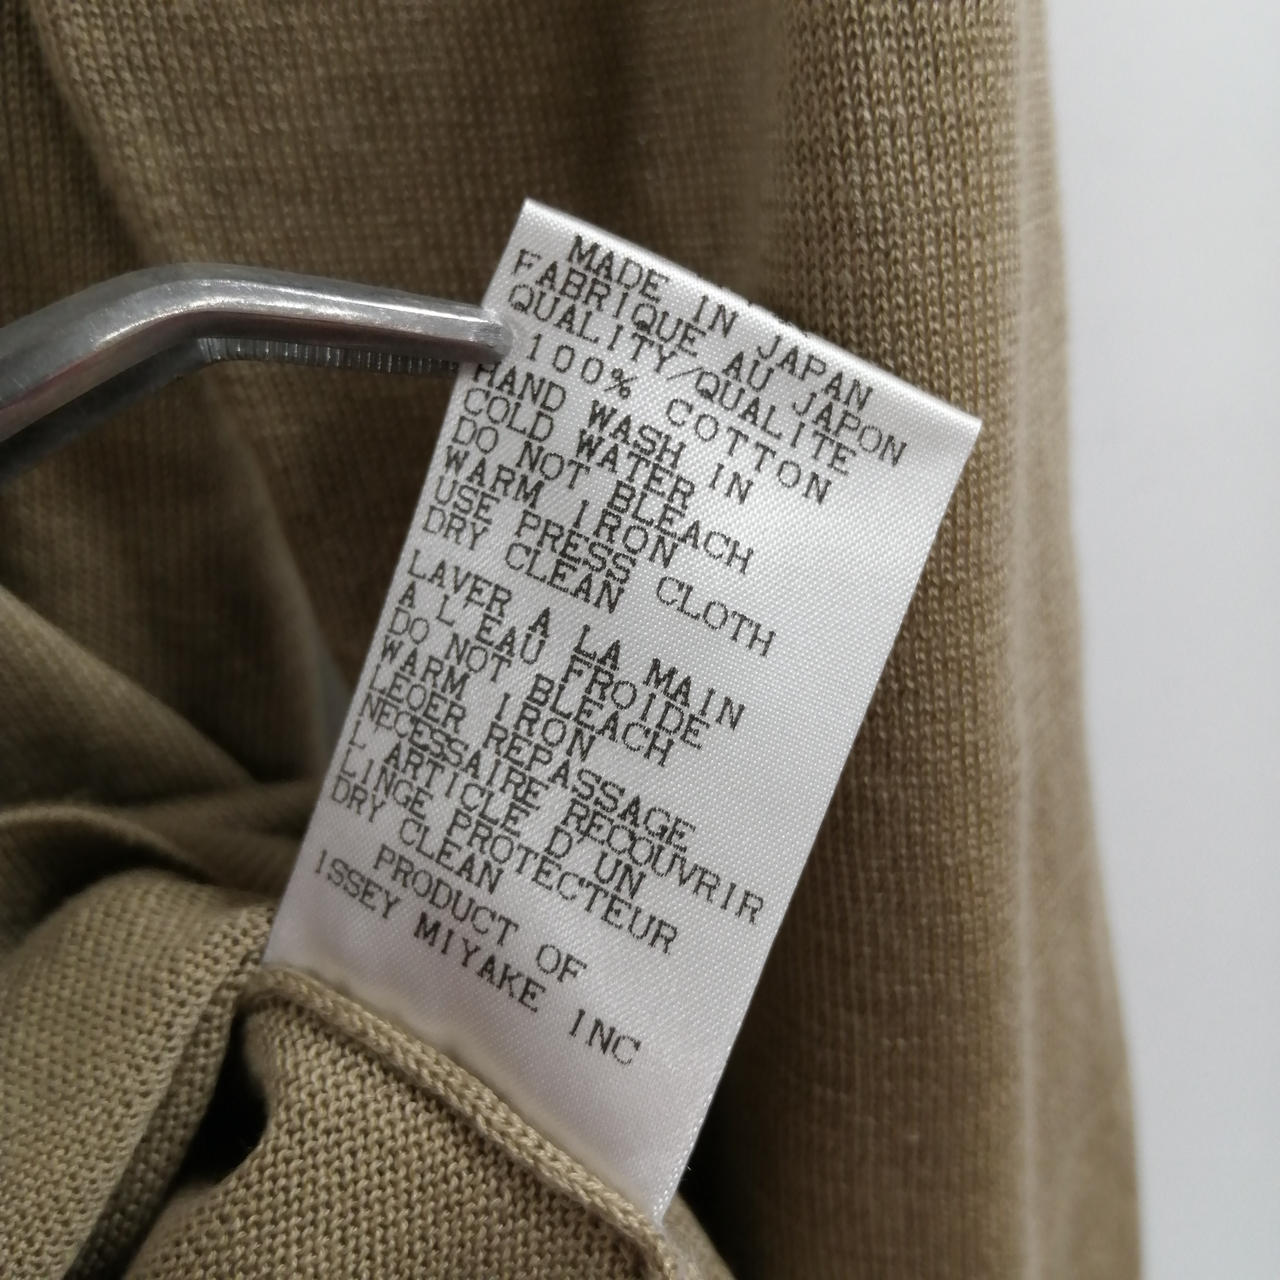 MADE IN JAPAN
FABRIQUE AU JAPON
QUALITY/QUALITE
100% COTTON
HAND WASH IN
COLD WATER
DO NOT BLEACH
WARM IRON
USE PRESS CLOTH
DRY CLEAN
LAVER A LA MAIN
A L'EAU FROIDE
DO NOT BLEACH
WARM IRON
LEGER REPASSAGE
NECESSAIRE RECOUVRIR
L'ARTICLE D'UN
LINGE PROTECTEUR
DRY CLEAN
PRODUCT OF
ISSEY MIYAKE INC